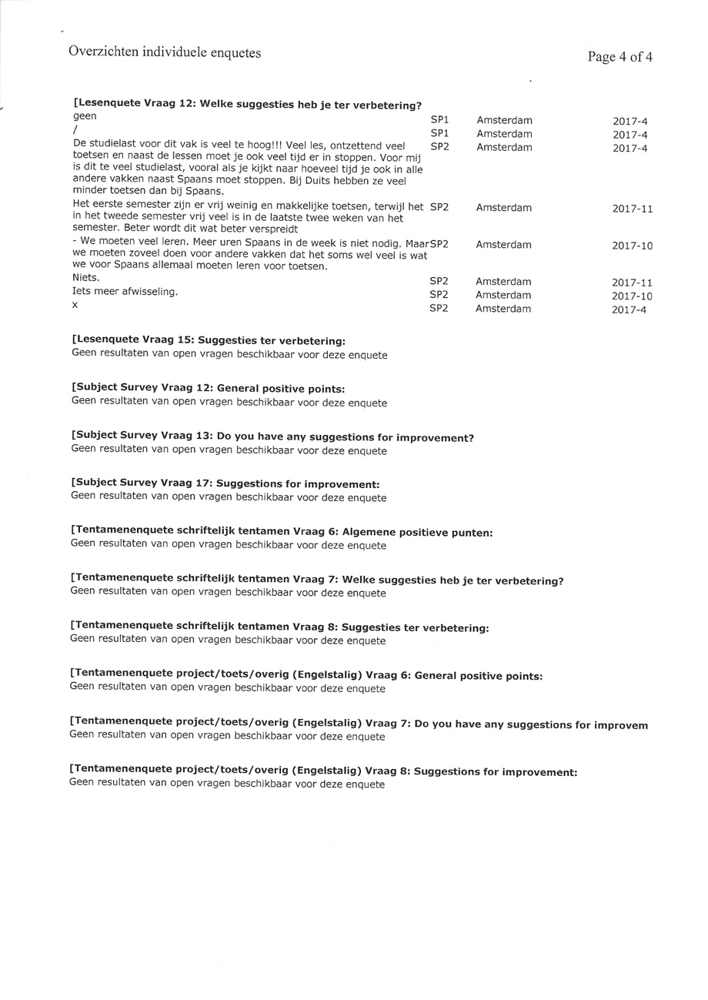 Overzichten individuele enquetes
Page 4 of 4
[Lesenquete Vraag 12: Welke suggesties heb je ter verbetering?
geen SP1 Amsterdam 2017-4
/ SP1 Amsterdam 2017-4
De studielast voor dit vak is veel te hoog!!! Veel les, ontzettend veel SP2 Amsterdam 2017-4
toetsen en naast de lessen moet je ook veel tijd er in stoppen. Voor mij
is dit te veel studielast, vooral als je kijkt naar hoeveel tijd je ook in alle
andere vakken naast Spaans moet stoppen. Bij Duits hebben ze veel
minder toetsen dan bij Spaans.
Het eerste semester zijn er vrij weinig en makkelijke toetsen, terwijl het SP2 Amsterdam 2017-11
in het tweede semester vrij veel is in de laatste twee weken van het
semester. Beter wordt dit wat beter verspreidt
- We moeten veel leren. Meer uren Spaans in de week is niet nodig. Maar SP2 Amsterdam 2017-10
we moeten zoveel doen voor andere vakken dat het soms wel veel is wat
we voor Spaans allemaal moeten leren voor toetsen.
Niets. SP2 Amsterdam 2017-11
Iets meer afwisseling. SP2 Amsterdam 2017-10
x SP2 Amsterdam 2017-4
[Lesenquete Vraag 15: Suggesties ter verbetering:
Geen resultaten van open vragen beschikbaar voor deze enquete
[Subject Survey Vraag 12: General positive points:
Geen resultaten van open vragen beschikbaar voor deze enquete
[Subject Survey Vraag 13: Do you have any suggestions for improvement?
Geen resultaten van open vragen beschikbaar voor deze enquete
[Subject Survey Vraag 17: Suggestions for improvement:
Geen resultaten van open vragen beschikbaar voor deze enquete
[Tentamenenquete schriftelijk tentamen Vraag 6: Algemene positieve punten:
Geen resultaten van open vragen beschikbaar voor deze enquete
[Tentamenenquete schriftelijk tentamen Vraag 7: Welke suggesties heb je ter verbetering?
Geen resultaten van open vragen beschikbaar voor deze enquete
[Tentamenenquete schriftelijk tentamen Vraag 8: Suggesties ter verbetering:
Geen resultaten van open vragen beschikbaar voor deze enquete
[Tentamenenquete project/toets/overig (Engelstalig) Vraag 6: General positive points:
Geen resultaten van open vragen beschikbaar voor deze enquete
[Tentamenenquete project/toets/overig (Engelstalig) Vraag 7: Do you have any suggestions for improvem
Geen resultaten van open vragen beschikbaar voor deze enquete
[Tentamenenquete project/toets/overig (Engelstalig) Vraag 8: Suggestions for improvement:
Geen resultaten van open vragen beschikbaar voor deze enquete